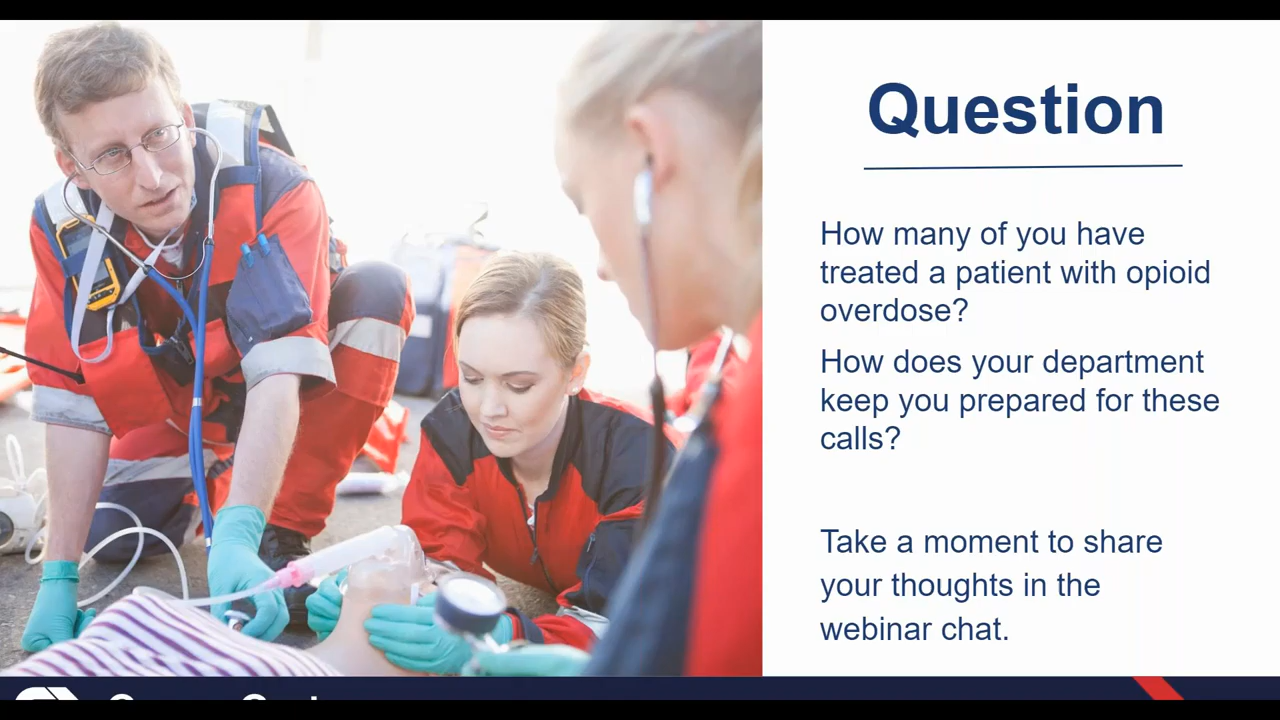 Question
How many of you have
treated a patient with opioid
overdose?
How does your department
keep you prepared for these
calls?
Take a moment to share
your thoughts in the
webinar chat.